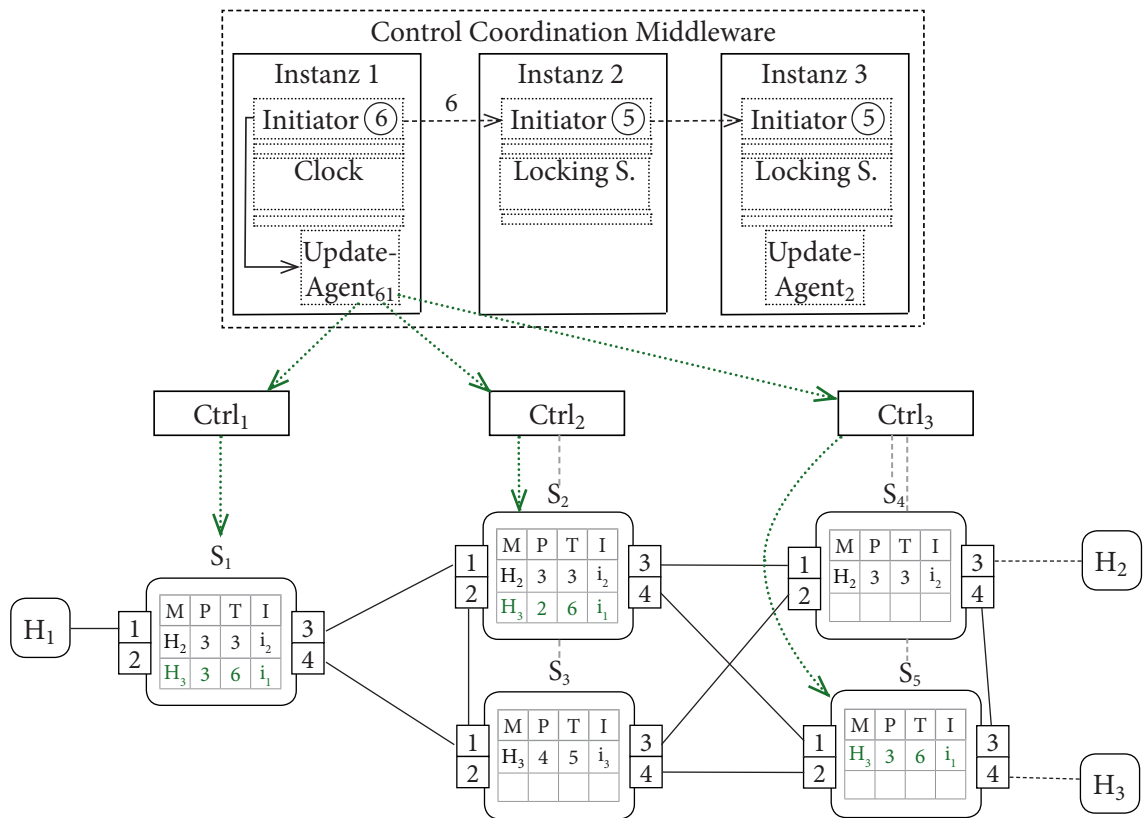 Control Coordination Middleware
Instanz 1
Instanz 2
Instanz 3
Initiator 6
6
Initiator 5
Initiator 5
Clock
Locking S.
Locking S.
Update-
Agent61
Update-
Agent2
Ctrl1
Ctrl2
Ctrl3
S1
M P T I
H2 3 3 i2
H3 3 6 i1
1
2
3
4
H1
S2
M P T I
H2 3 3 i2
H3 2 6 i1
1
2
3
4
S4
M P T I
H2 3 3 i2
1
2
3
4
H2
S3
M P T I
H3 4 5 i3
1
2
3
4
S5
M P T I
H3 3 6 i1
1
2
3
4
H3